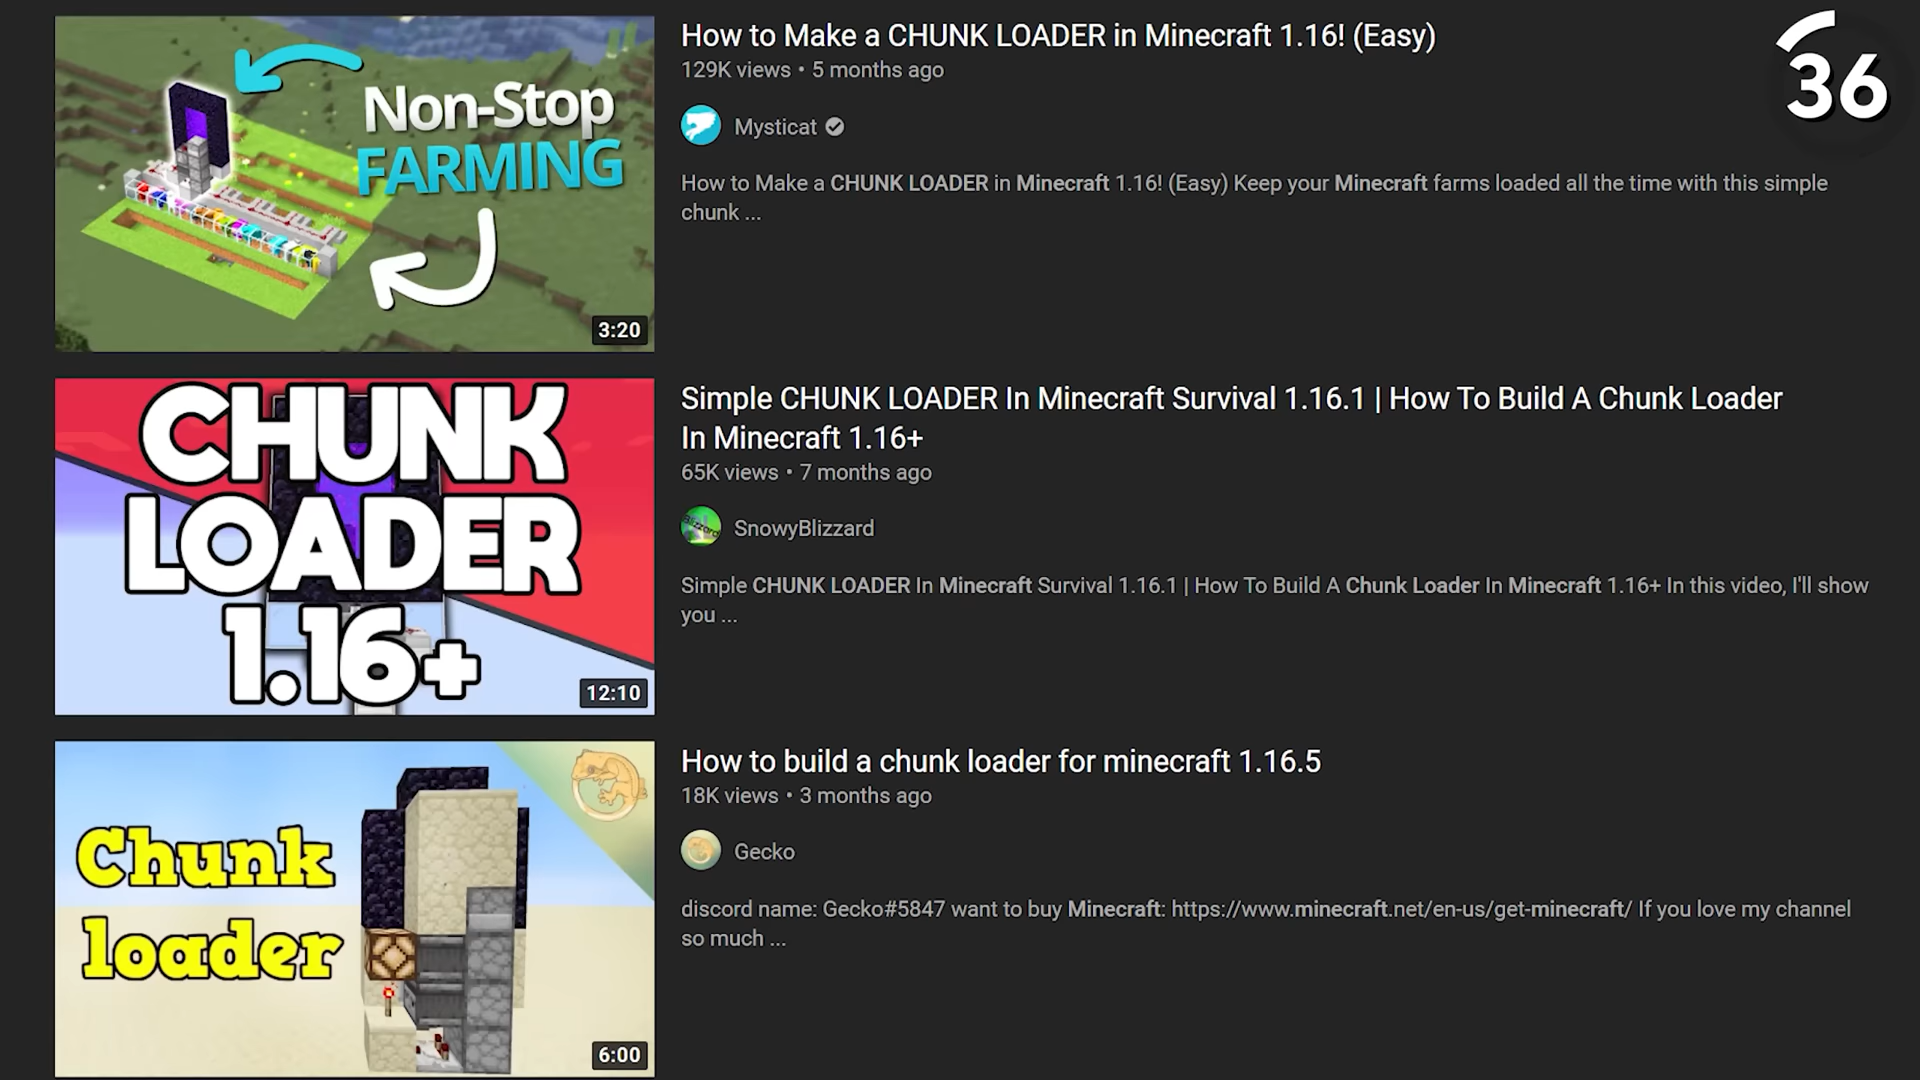 Non-Stop
FARMING
3:20
How to Make a CHUNK LOADER in Minecraft 1.16! (Easy)
129K views • 5 months ago
Mysticat
How to Make a CHUNK LOADER in Minecraft 1.16! (Easy) Keep your Minecraft farms loaded all the time with this simple
chunk ...
36
CHUNK
LOADER
1.16+
12:10
Simple CHUNK LOADER In Minecraft Survival 1.16.1 | How To Build A Chunk Loader
In Minecraft 1.16+
65K views • 7 months ago
SnowyBlizzard
Simple CHUNK LOADER In Minecraft Survival 1.16.1 | How To Build A Chunk Loader In Minecraft 1.16+ In this video, I'll show
you ...
Chunk
loader
6:00
How to build a chunk loader for minecraft 1.16.5
18K views • 3 months ago
Gecko
discord name: Gecko#5847 want to buy Minecraft: https://www.minecraft.net/en-us/get-minecraft/ If you love my channel
so much ...